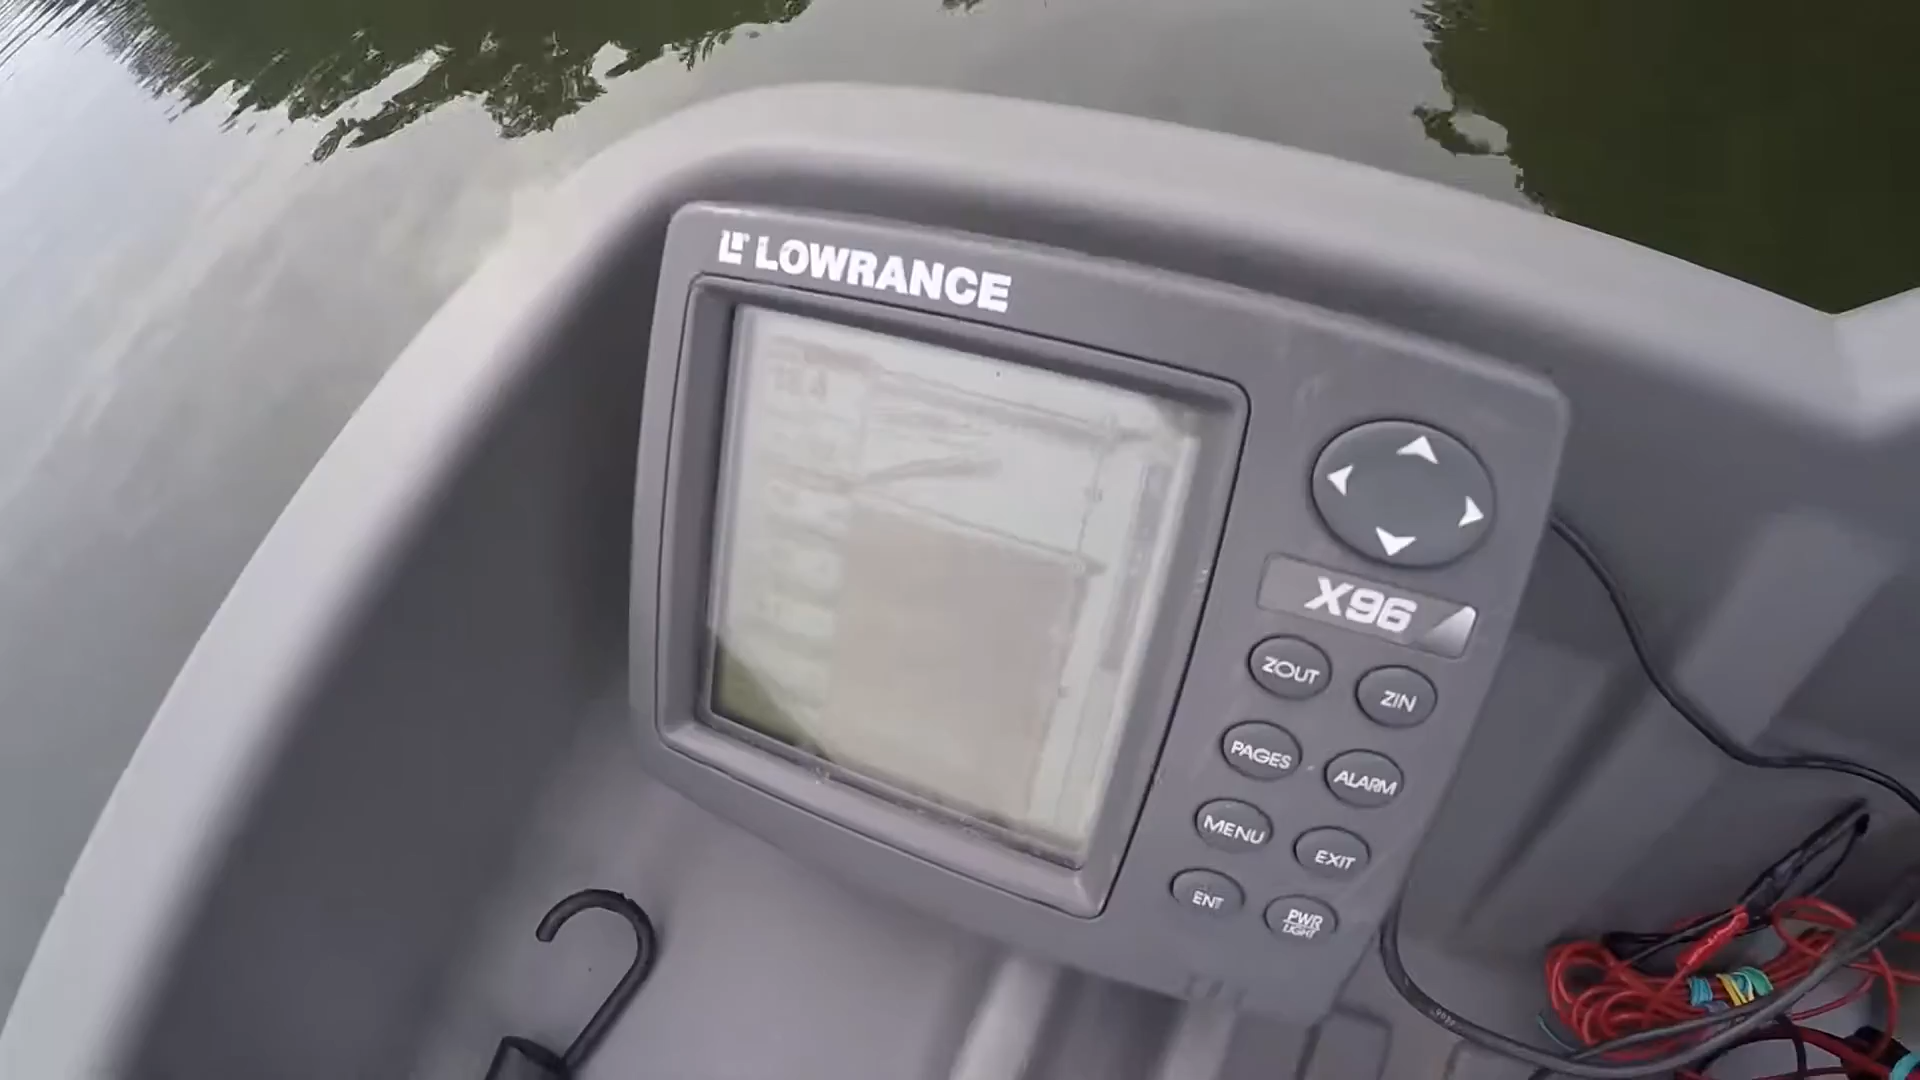 LOWRANCE
X96
ZOUT ZIN
PAGES ALARM
MENU EXIT
ENT PWR
LIGHT